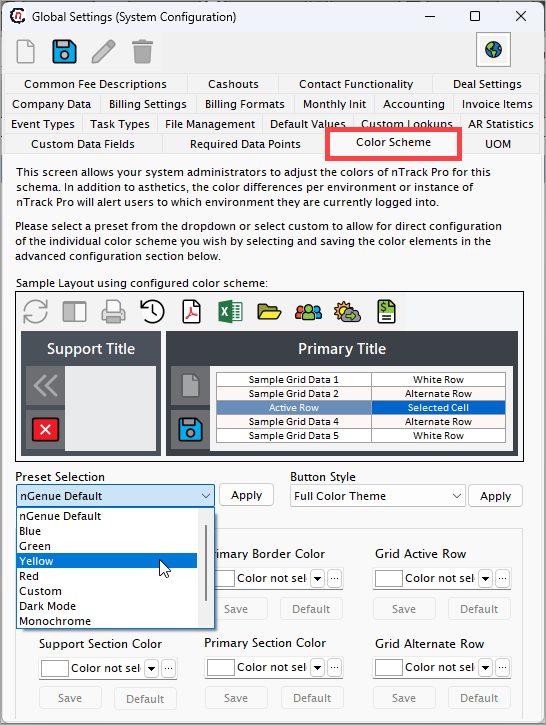 Global Settings (System Configuration)
Common Fee Descriptions Cashouts Contact Functionality Deal Settings
Company Data Billing Settings Billing Formats Monthly Init Accounting Invoice Items
Event Types Task Types File Management Default Values Custom Lookups AR Statistics
Custom Data Fields Required Data Points Color Scheme UOM
This screen allows your system administrators to adjust the colors of nTrack Pro for this
schema. In addition to asthetics, the color differences per environment or instance of
nTrack Pro will alert users to which environment they are currently logged into.
Please select a preset from the dropdown or select custom to allow for direct configuration
of the individual color scheme you wish by selecting and saving the color elements in the
advanced configuration section below.
Sample Layout using configured color scheme:
Support Title
Primary Title
Sample Grid Data 1 White Row
Sample Grid Data 2 Alternate Row
Active Row Selected Cell
Sample Grid Data 4 Alternate Row
Sample Grid Data 5 White Row
Preset Selection
nGenue Default Apply
Button Style
Full Color Theme Apply
nGenue Default
Blue
Green
Yellow
Red
Custom
Dark Mode
Monochrome
rimary Border Color
Color not sel ...
Save Default
Grid Active Row
Color not sel ...
Save Default
Support Section Color
Color not sel ...
Save Default
Primary Section Color
Color not sel ...
Save Default
Grid Alternate Row
Color not sel ...
Save Default